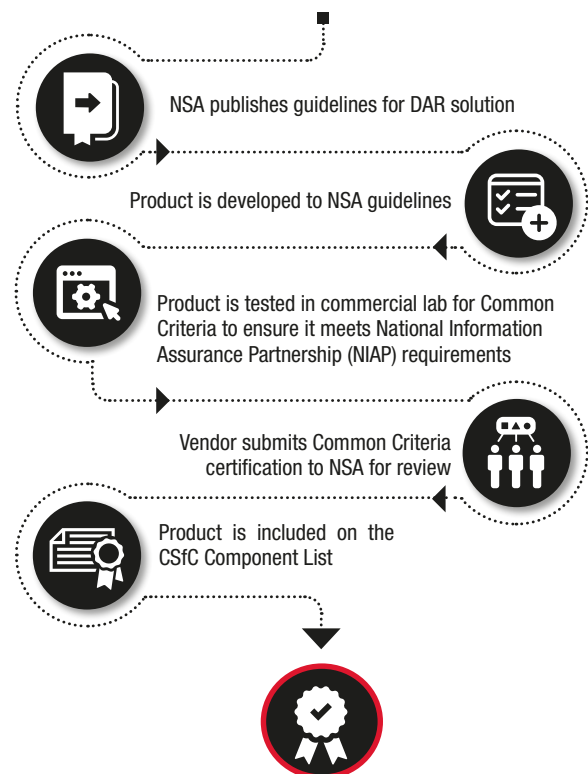 NSA publishes guidelines for DAR solution
Product is developed to NSA guidelines
Product is tested in commercial lab for Common
Criteria to ensure it meets National Information
Assurance Partnership (NIAP) requirements
Vendor submits Common Criteria
certification to NSA for review
Product is included on the
CSfC Component List